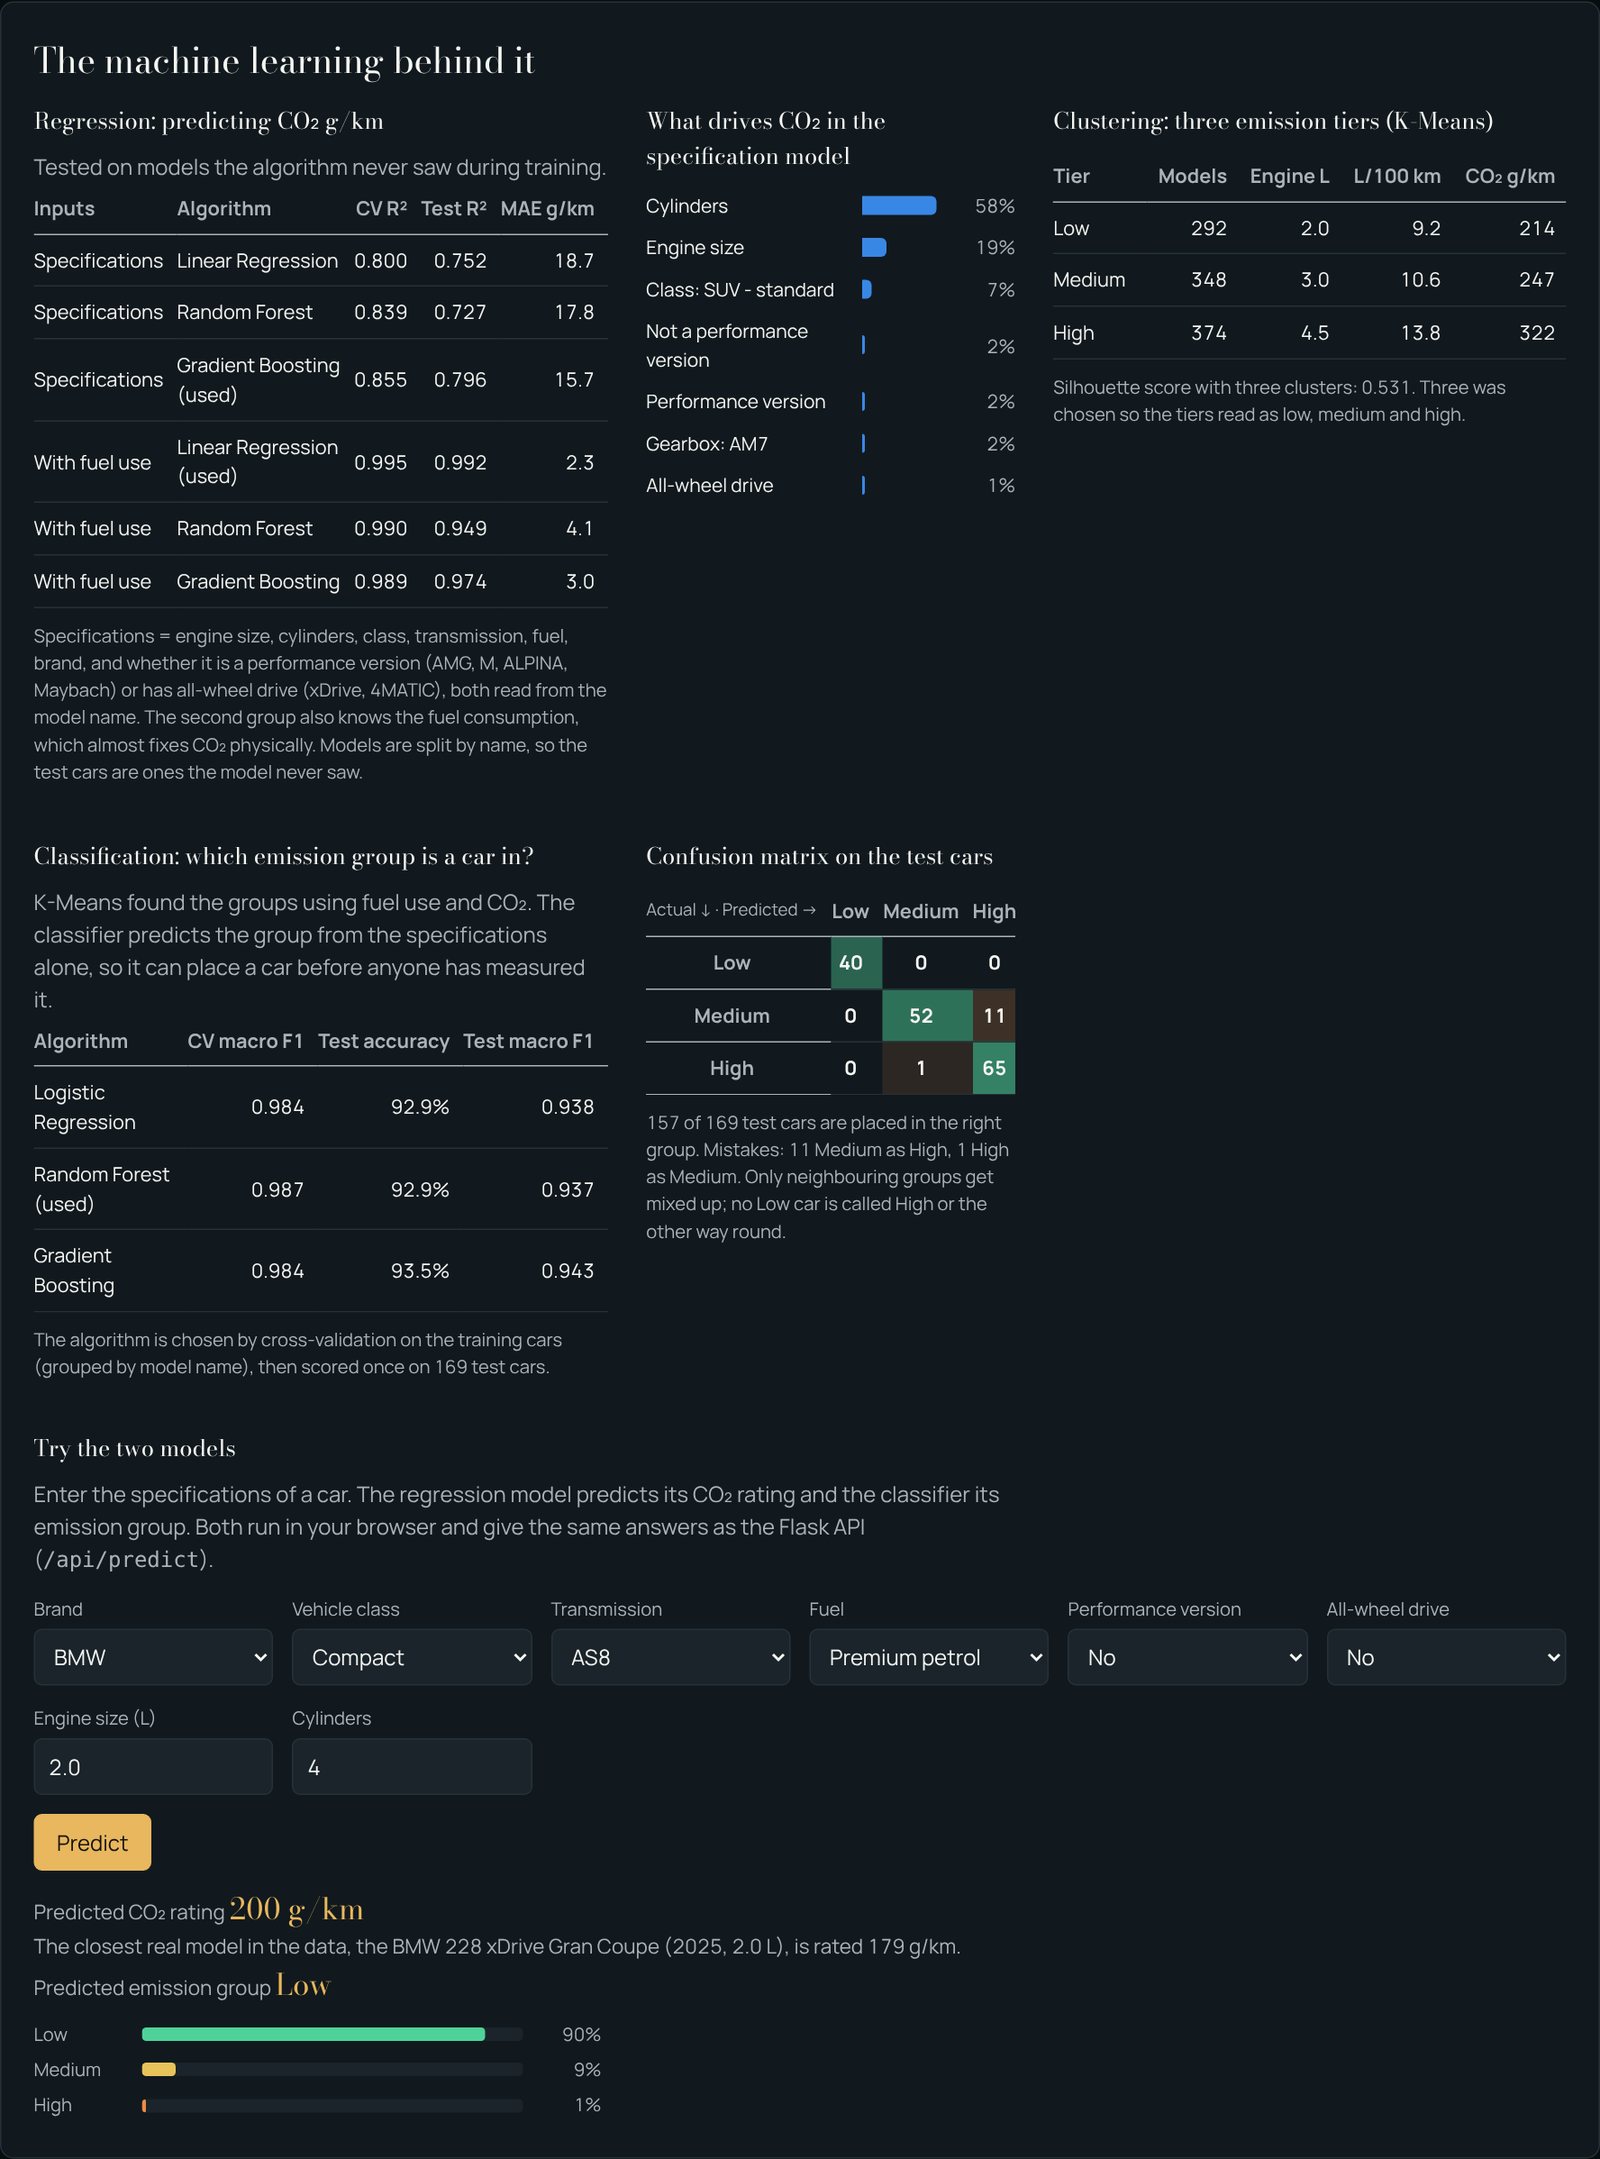 The machine learning behind it
Regression: predicting CO₂ g/km
Tested on models the algorithm never saw during training.
Inputs Algorithm CV R² Test R² MAE g/km
Specifications Linear Regression 0.800 0.752 18.7
Specifications Random Forest 0.839 0.727 17.8
Specifications Gradient Boosting (used) 0.855 0.796 15.7
With fuel use Linear Regression (used) 0.995 0.992 2.3
With fuel use Random Forest 0.990 0.949 4.1
With fuel use Gradient Boosting 0.989 0.974 3.0
Specifications = engine size, cylinders, class, transmission, fuel,
brand, and whether it is a performance version (AMG, M, ALPINA,
Maybach) or has all-wheel drive (xDrive, 4MATIC), both read from the
model name. The second group also knows the fuel consumption,
which almost fixes CO₂ physically. Models are split by name, so the
test cars are ones the model never saw.
What drives CO₂ in the
specification model
Cylinders 58%
Engine size 19%
Class: SUV - standard 7%
Not a performance version 2%
Performance version 2%
Gearbox: AM7 2%
All-wheel drive 1%
Clustering: three emission tiers (K-Means)
Tier Models Engine L L/100 km CO₂ g/km
Low 292 2.0 9.2 214
Medium 348 3.0 10.6 247
High 374 4.5 13.8 322
Silhouette score with three clusters: 0.531. Three was
chosen so the tiers read as low, medium and high.
Classification: which emission group is a car in?
K-Means found the groups using fuel use and CO₂. The
classifier predicts the group from the specifications
alone, so it can place a car before anyone has measured
it.
Algorithm CV macro F1 Test accuracy Test macro F1
Logistic Regression 0.984 92.9% 0.938
Random Forest (used) 0.987 92.9% 0.937
Gradient Boosting 0.984 93.5% 0.943
The algorithm is chosen by cross-validation on the training cars
(grouped by model name), then scored once on 169 test cars.
Confusion matrix on the test cars
Actual ↓ · Predicted → Low Medium High
Low 40 0 0
Medium 0 52 11
High 0 1 65
157 of 169 test cars are placed in the right
group. Mistakes: 11 Medium as High, 1 High
as Medium. Only neighbouring groups get
mixed up; no Low car is called High or the
other way round.
Try the two models
Enter the specifications of a car. The regression model predicts its CO₂ rating and the classifier its
emission group. Both run in your browser and give the same answers as the Flask API
(/api/predict).
Brand Vehicle class Transmission Fuel Performance version All-wheel drive
BMW Compact AS8 Premium petrol No No
Engine size (L) Cylinders
2.0 4
Predict
Predicted CO₂ rating 200 g/km
The closest real model in the data, the BMW 228 xDrive Gran Coupe (2025, 2.0 L), is rated 179 g/km.
Predicted emission group Low
Low 90%
Medium 9%
High 1%